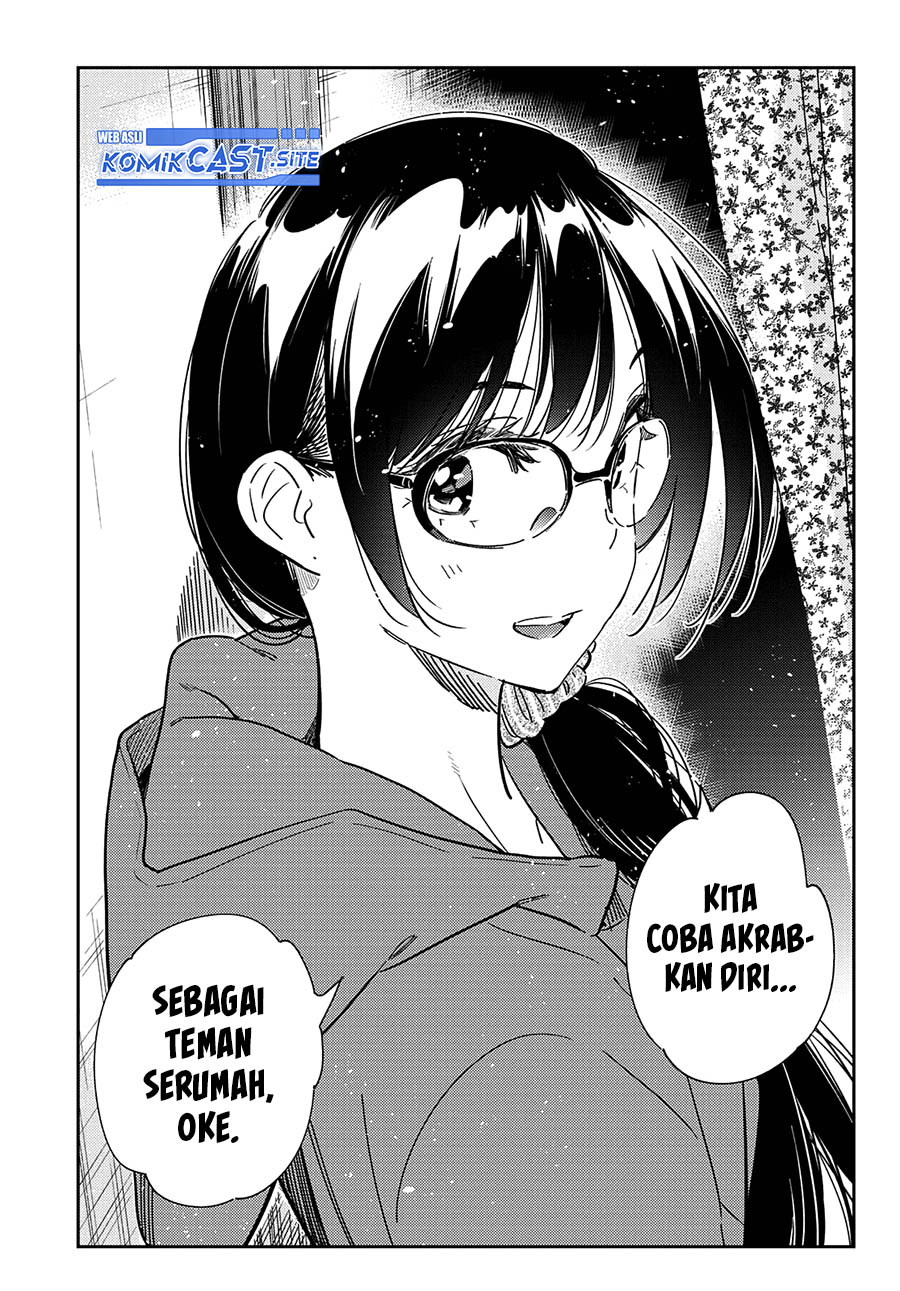 WEB ASLI
KOMIKCAST.SITE
KITA
COBA AKRAB-
KAN DIRI...
SEBAGAI
TEMAN
SERUMAH,
OKE.